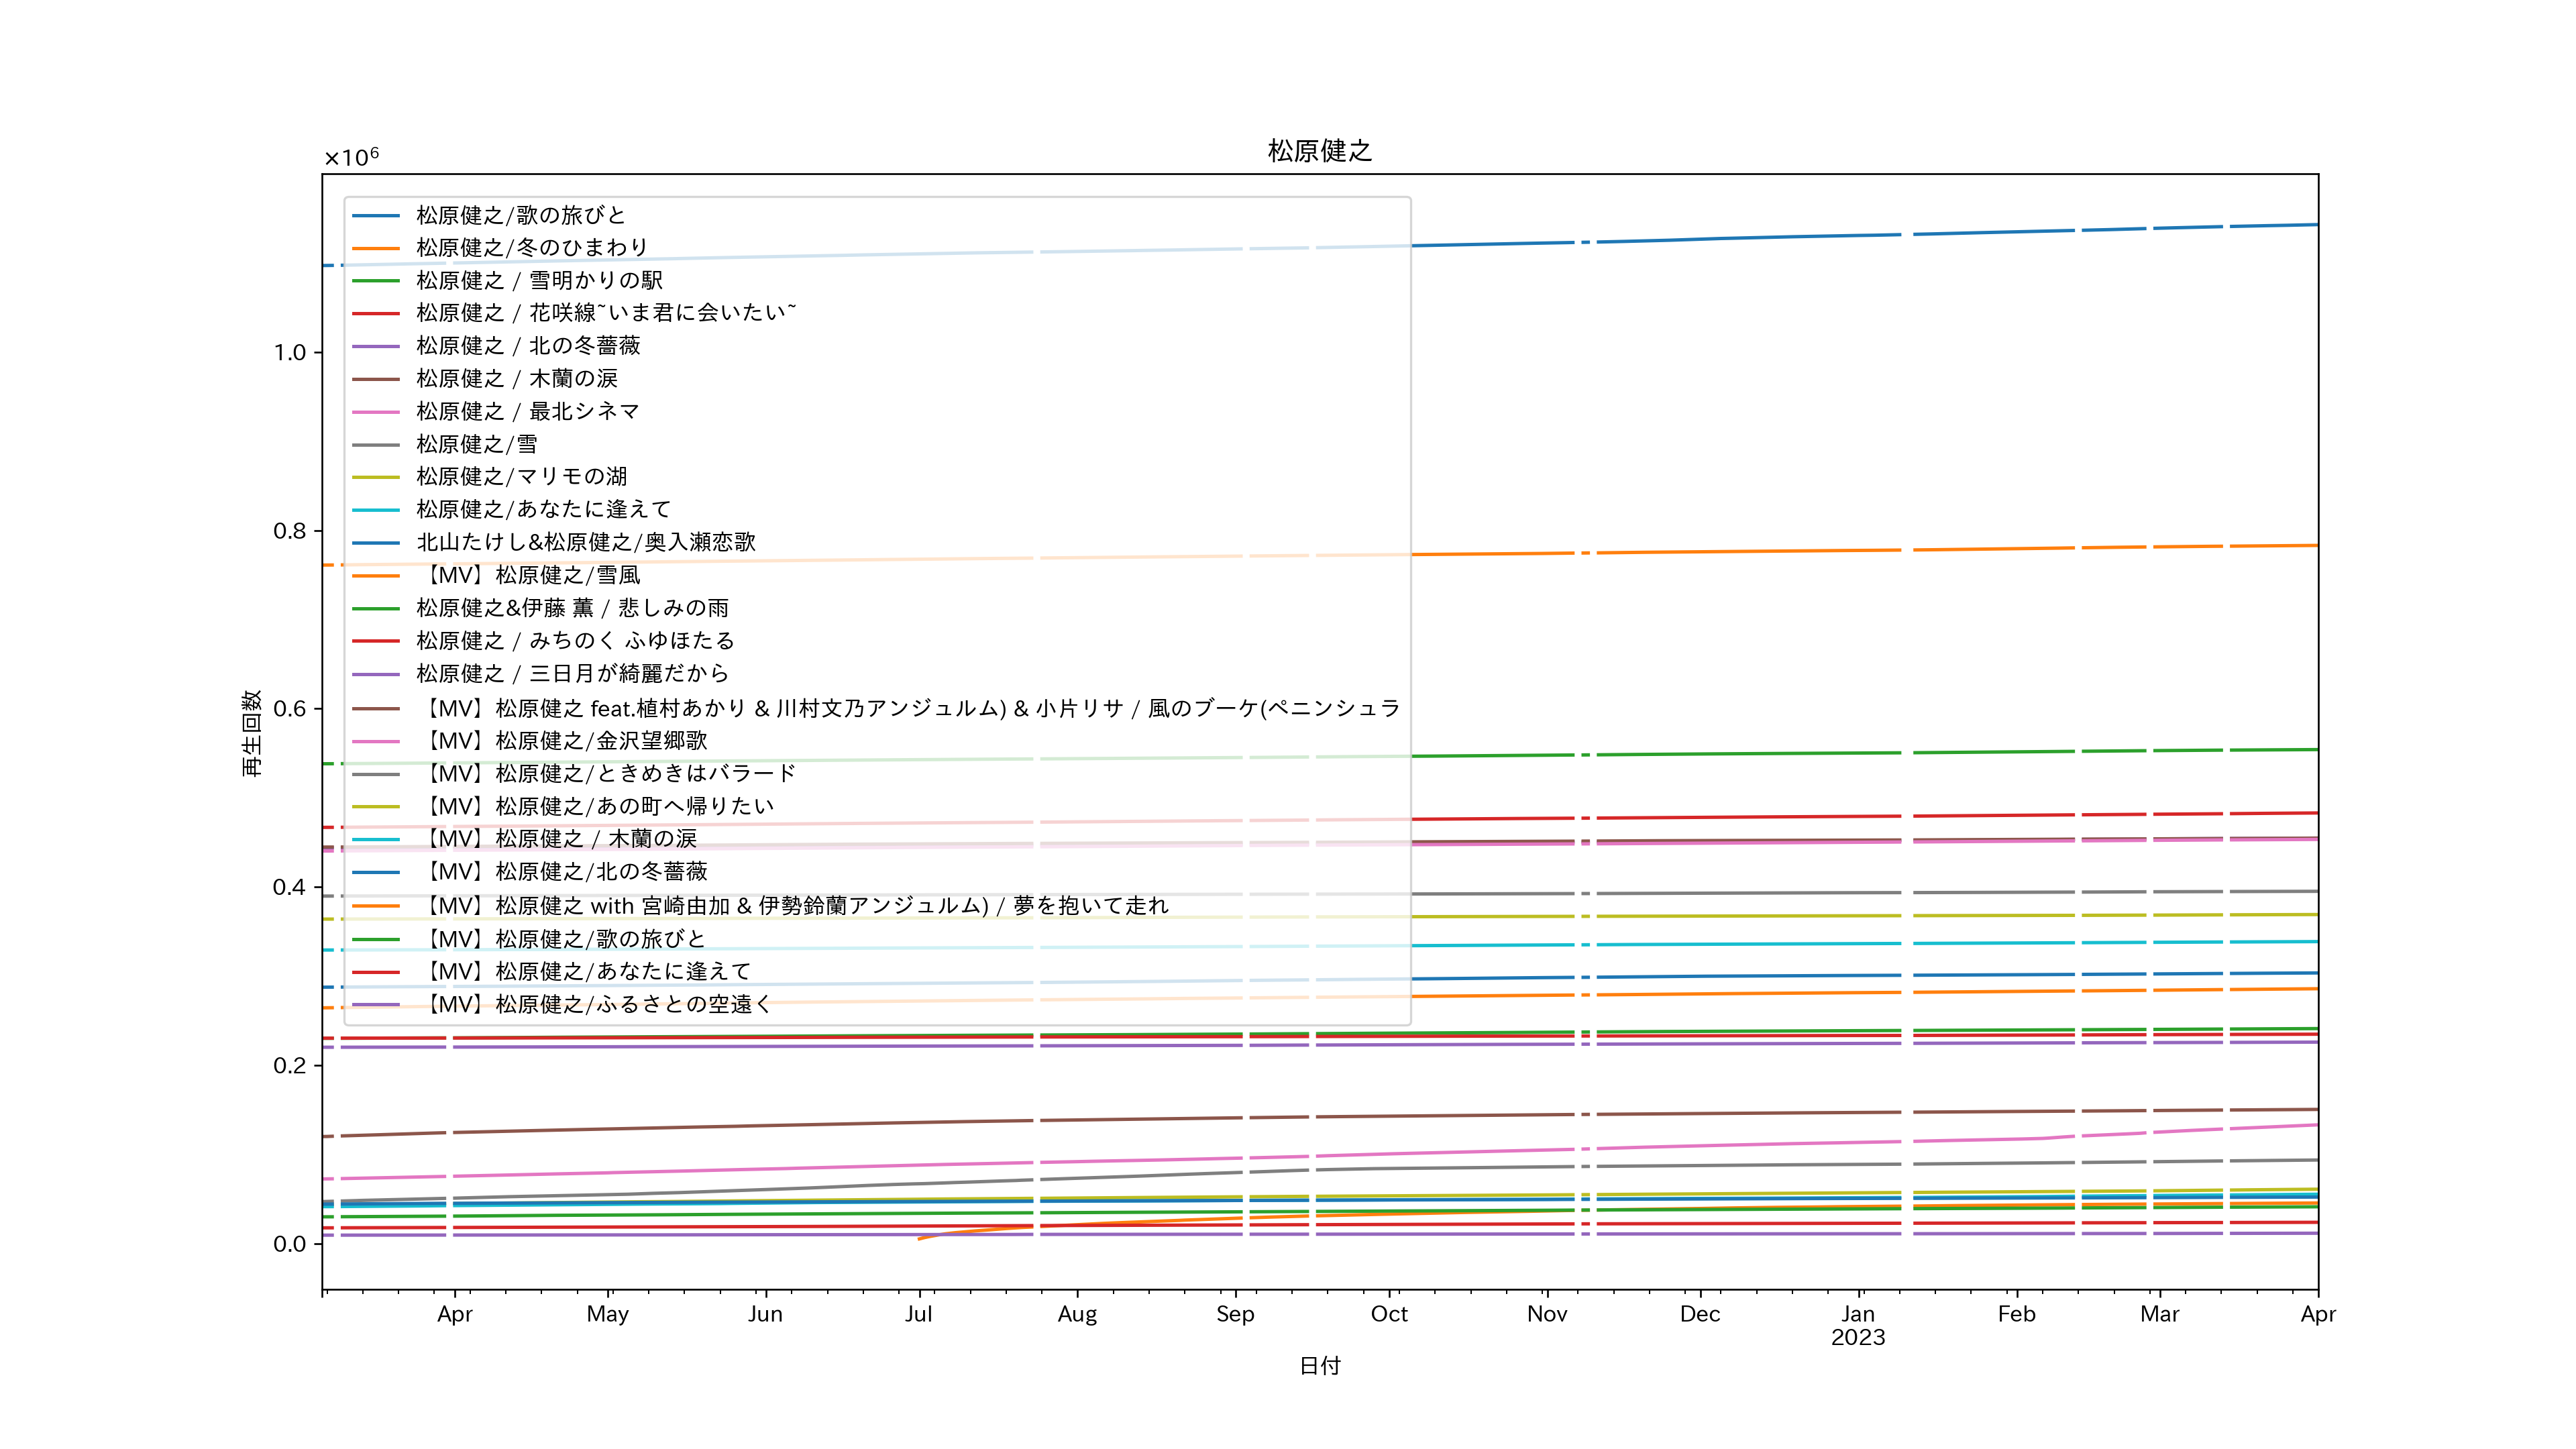 松原健之
×10⁶
松原健之/歌の旅びと
松原健之/冬のひまわり
松原健之 / 雪明かりの駅
松原健之 / 花咲線~いま君に会いたい~
松原健之 / 北の冬薔薇
松原健之 / 木蘭の涙
松原健之 / 最北シネマ
松原健之/雪
松原健之/マリモの湖
松原健之/あなたに逢えて
北山たけし&松原健之/奥入瀬恋歌
【MV】松原健之/雪風
松原健之&伊藤 薫 / 悲しみの雨
松原健之 / みちのく ふゆほたる
松原健之 / 三日月が綺麗だから
【MV】松原健之 feat.植村あかり & 川村文乃アンジュルム) & 小片リサ / 風のブーケ(ペニンシュラ
【MV】松原健之/金沢望郷歌
【MV】松原健之/ときめきはバラード
【MV】松原健之/あの町へ帰りたい
【MV】松原健之 / 木蘭の涙
【MV】松原健之/北の冬薔薇
【MV】松原健之 with 宮崎由加 & 伊勢鈴蘭アンジュルム) / 夢を抱いて走れ
【MV】松原健之/歌の旅びと
【MV】松原健之/あなたに逢えて
【MV】松原健之/ふるさとの空遠く
1.0
0.8
0.6
0.4
0.2
0.0
再生回数
Apr May Jun Jul Aug Sep Oct Nov Dec Jan Feb Mar Apr
2023
日付